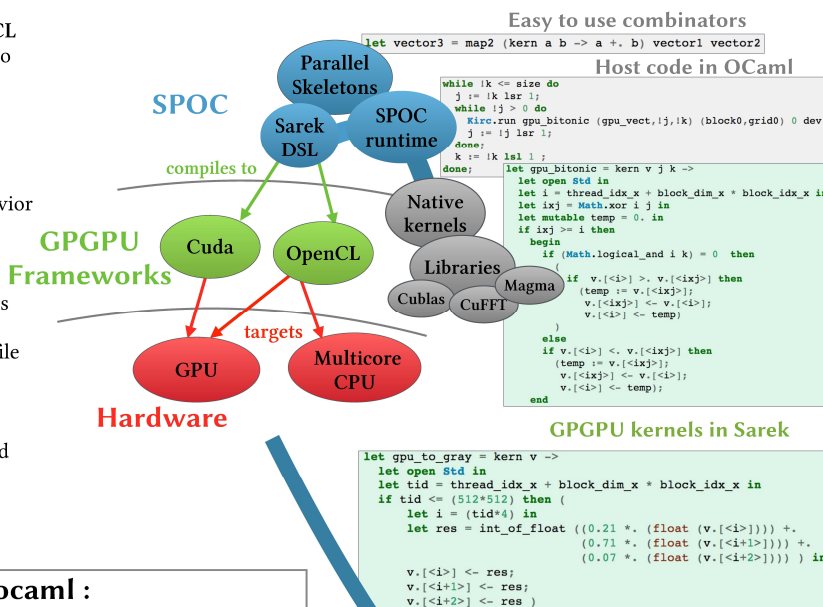 CL
o
vior
s
ile
d
Easy to use combinators
let vector3 = map2 (kern a b -> a +. b) vector1 vector2
Host code in OCaml
while !k <= size do
j := !k lsr 1;
while !j > 0 do
Kirc.run gpu_bitonic (gpu_vect,!j,!k) (block0,grid0) 0 dev
j := !j lsr 1;
done;
k := !k lsl 1 ;
done;
SPOC
Parallel
Skeletons
Sarek
DSL
SPOC
runtime
compiles to
let gpu_bitonic = kern v j k ->
let open Std in
let i = thread_idx_x + block_dim_x * block_idx_x in
let ixj = Math.xor i j in
let mutable temp = 0. in
if ixj >= i then
begin
if (Math.logical_and i k) = 0 then
(
if v.[<i>] >. v.[<ixj>] then
(temp := v.[<ixj>];
v.[<ixj>] <- v.[<i>];
v.[<i>] <- temp)
)
else
if v.[<i>] <. v.[<ixj>] then
(temp := v.[<ixj>];
v.[<ixj>] <- v.[<i>];
v.[<i>] <- temp);
end
Native
kernels
GPGPU
Frameworks
Cuda
OpenCL
Libraries
Cublas
CuFFT
Magma
targets
GPU
Multicore
CPU
Hardware
GPGPU kernels in Sarek
let gpu_to_gray = kern v ->
let open Std in
let tid = thread_idx_x + block_dim_x * block_idx_x in
if tid <= (512*512) then (
let i = (tid*4) in
let res = int_of_float ((0.21 *. (float (v.[<i>]))) +.
(0.71 *. (float (v.[<i+1>]))) +.
(0.07 *. (float (v.[<i+2>]))) ) in
v.[<i>] <- res;
v.[<i+1>] <- res;
v.[<i+2>] <- res )
ocaml :